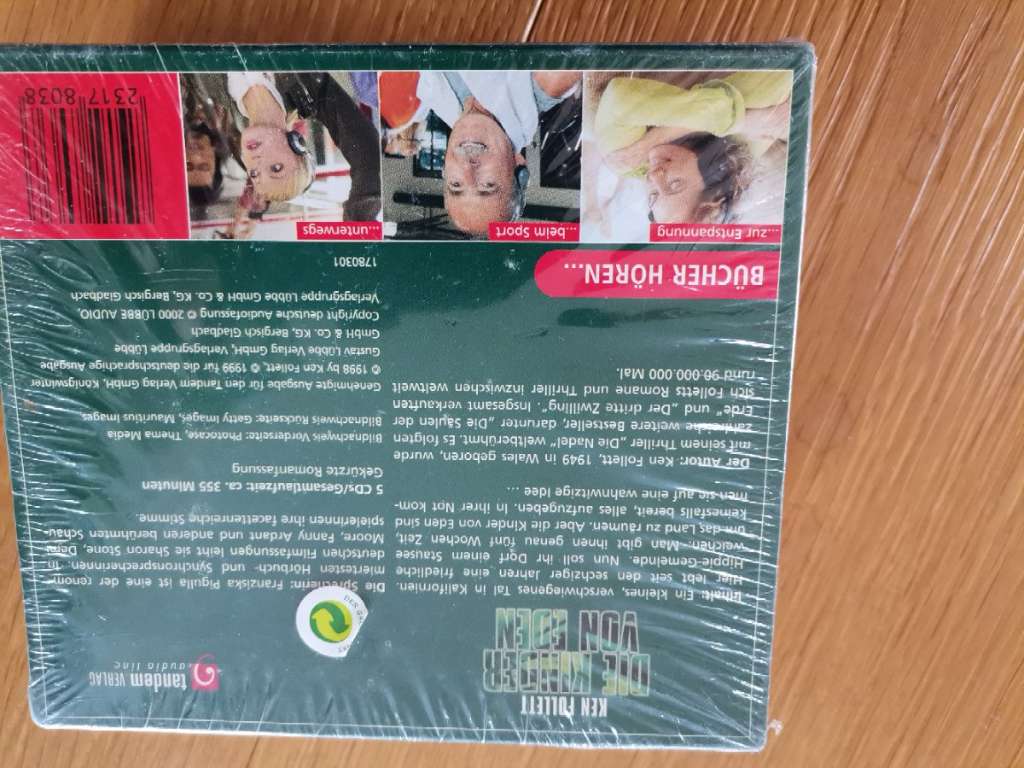 KEN FOLLETT
DIE KINDER
VON EDEN
tandem VERLAG
audio line
DER GR
KT
Inhalt: Ein kleines, verschwiegenes Tal in Kalifornien.
Hier lebt seit den sechziger Jahren eine friedliche
Hippie-Gemeinde. Nun soll ihr Dorf einem Stausee
weichen. Man gibt ihnen genau fünf Wochen Zeit,
um das Land zu räumen. Aber die Kinder von Eden sind
keinesfalls bereit, alles aufzugeben. In ihrer Not kom-
men sie auf eine wahnwitzige Idee ...
Der Autor: Ken Follett, 1949 in Wales geboren, wurde
mit seinem Thriller „Die Nadel" weltberühmt. Es folgten
zahlreiche weitere Bestseller, darunter „Die Säulen der
Erde" und „Der dritte Zwilling". Insgesamt verkauften
sich Folletts Romane und Thriller inzwischen weltweit
rund 90.000.000 Mal.
Die Sprecherin: Franziska Pigulla ist eine der renom-
miertesten Hörbuch- und Synchronsprecherinnen. In
deutschen Filmfassungen leiht sie Sharon Stone, Demi
Moore, Fanny Ardant und anderen berühmten Schau-
spielerinnen ihre facettenreiche Stimme.
5 CDs/Gesamtlaufzeit: ca. 355 Minuten
Gekürzte Romanfassung
Bildnachweis Vorderseite: Photocase, Thema Media
Bildnachweis Rückseite: Getty Images, Mauritius Images
Genehmigte Ausgabe für den Tandem Verlag GmbH, Königswinter
© 1998 by Ken Follett, © 1999 für die deutschsprachige Ausgabe
Gustav Lübbe Verlag GmbH, Verlagsgruppe Lübbe
GmbH & Co. KG, Bergisch Gladbach
Copyright deutsche Audiofassung © 2000 LÜBBE AUDIO,
Verlagsgruppe Lübbe GmbH & Co. KG, Bergisch Gladbach
1780301
BÜCHER HÖREN...
...zur Entspannung
...beim Sport
...unterwegs
2317 8038